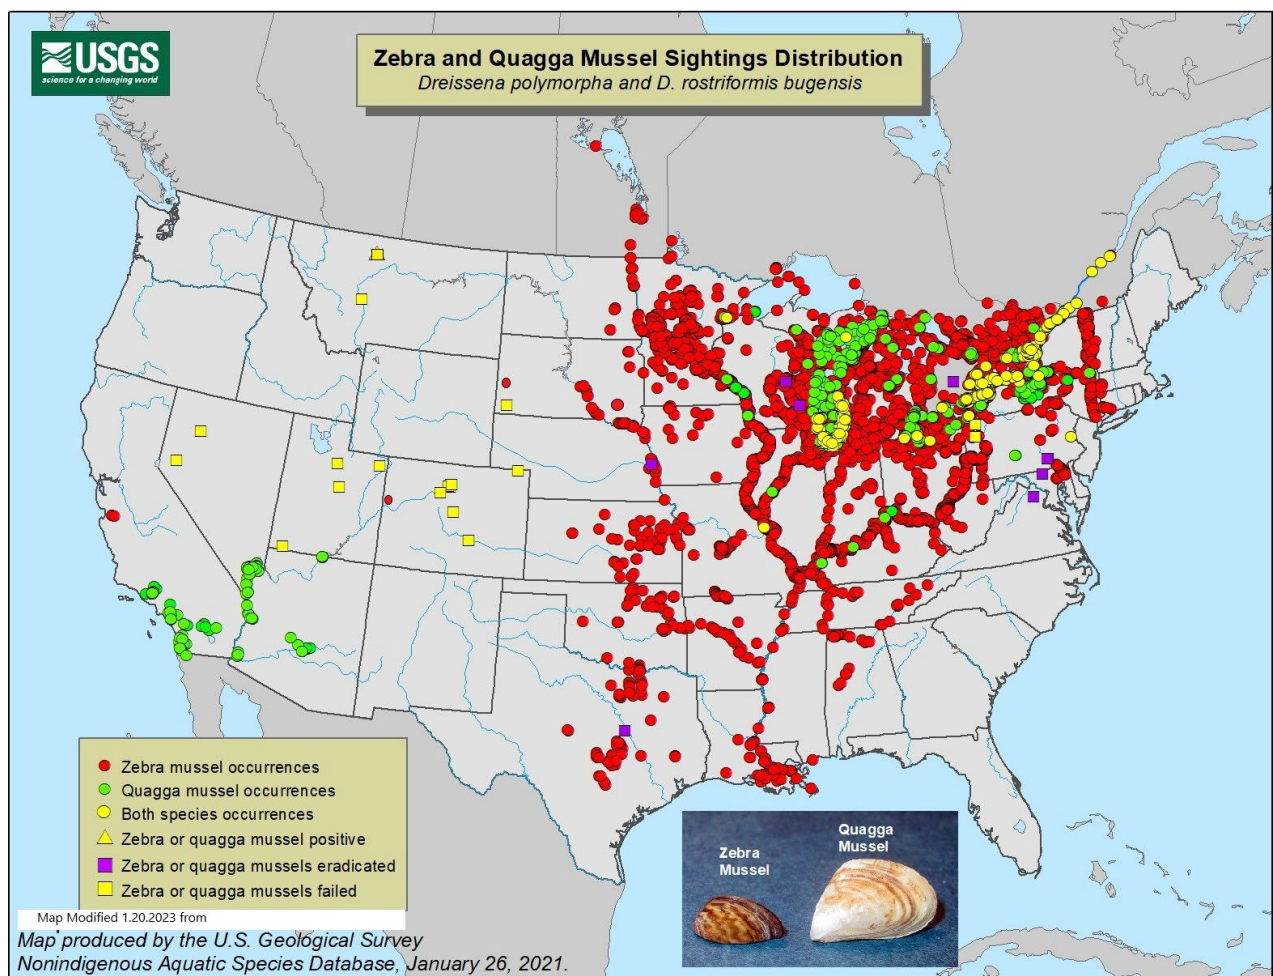 USGS
science for a changing world
Zebra and Quagga Mussel Sightings Distribution
Dreissena polymorpha and D. rostriformis bugensis
Zebra mussel occurrences
Quagga mussel occurrences
Both species occurrences
Zebra or quagga mussel positive
Zebra or quagga mussels eradicated
Zebra or quagga mussels failed
Zebra
Mussel
Quagga
Mussel
Map Modified 1.20.2023 from
Map produced by the U.S. Geological Survey
Nonindigenous Aquatic Species Database, January 26, 2021.